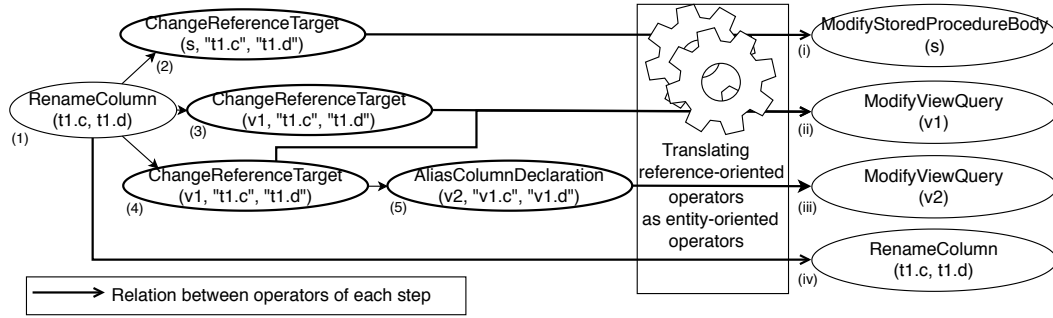 ChangeReferenceTarget
(s, "t1.c", "t1.d")
(2)
ModifyStoredProcedureBody
(s)
(i)
RenameColumn
(t1.c, t1.d)
(1)
ChangeReferenceTarget
(v1, "t1.c", "t1.d")
(3)
ModifyViewQuery
(v1)
(ii)
ChangeReferenceTarget
(v1, "t1.c", "t1.d")
(4)
AliasColumnDeclaration
(v2, "v1.c", "v1.d")
(5)
Translating
reference-oriented
operators
as entity-oriented
operators
ModifyViewQuery
(v2)
(iii)
RenameColumn
(t1.c, t1.d)
(iv)
Relation between operators of each step